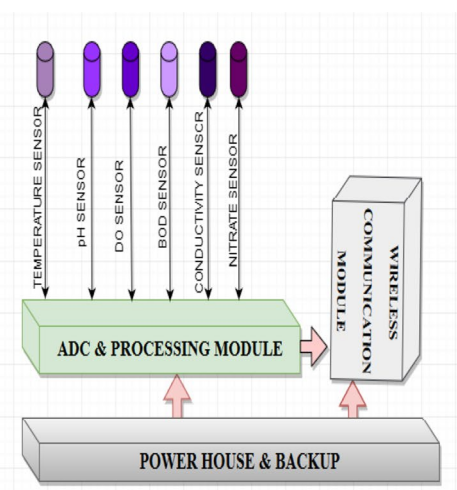 TEMPERATURE SENSOR
pH SENSOR
DO SENSOR
BOD SENSOR
CONDUCTIVITY SENSCR
NITRATE SENSOR
WIRELESS
COMMUNICATION
MODULE
ADC & PROCESSING MODULE
POWER HOUSE & BACKUP